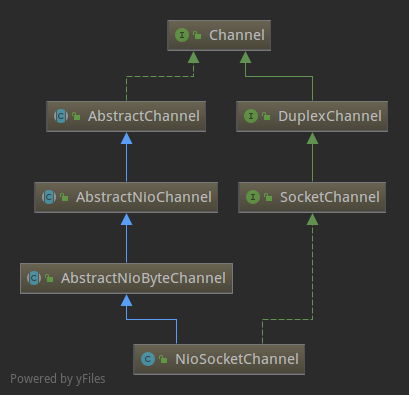 I Channel
C AbstractChannel
I DuplexChannel
C AbstractNioChannel
I SocketChannel
C AbstractNioByteChannel
C NioSocketChannel
Powered by yFiles